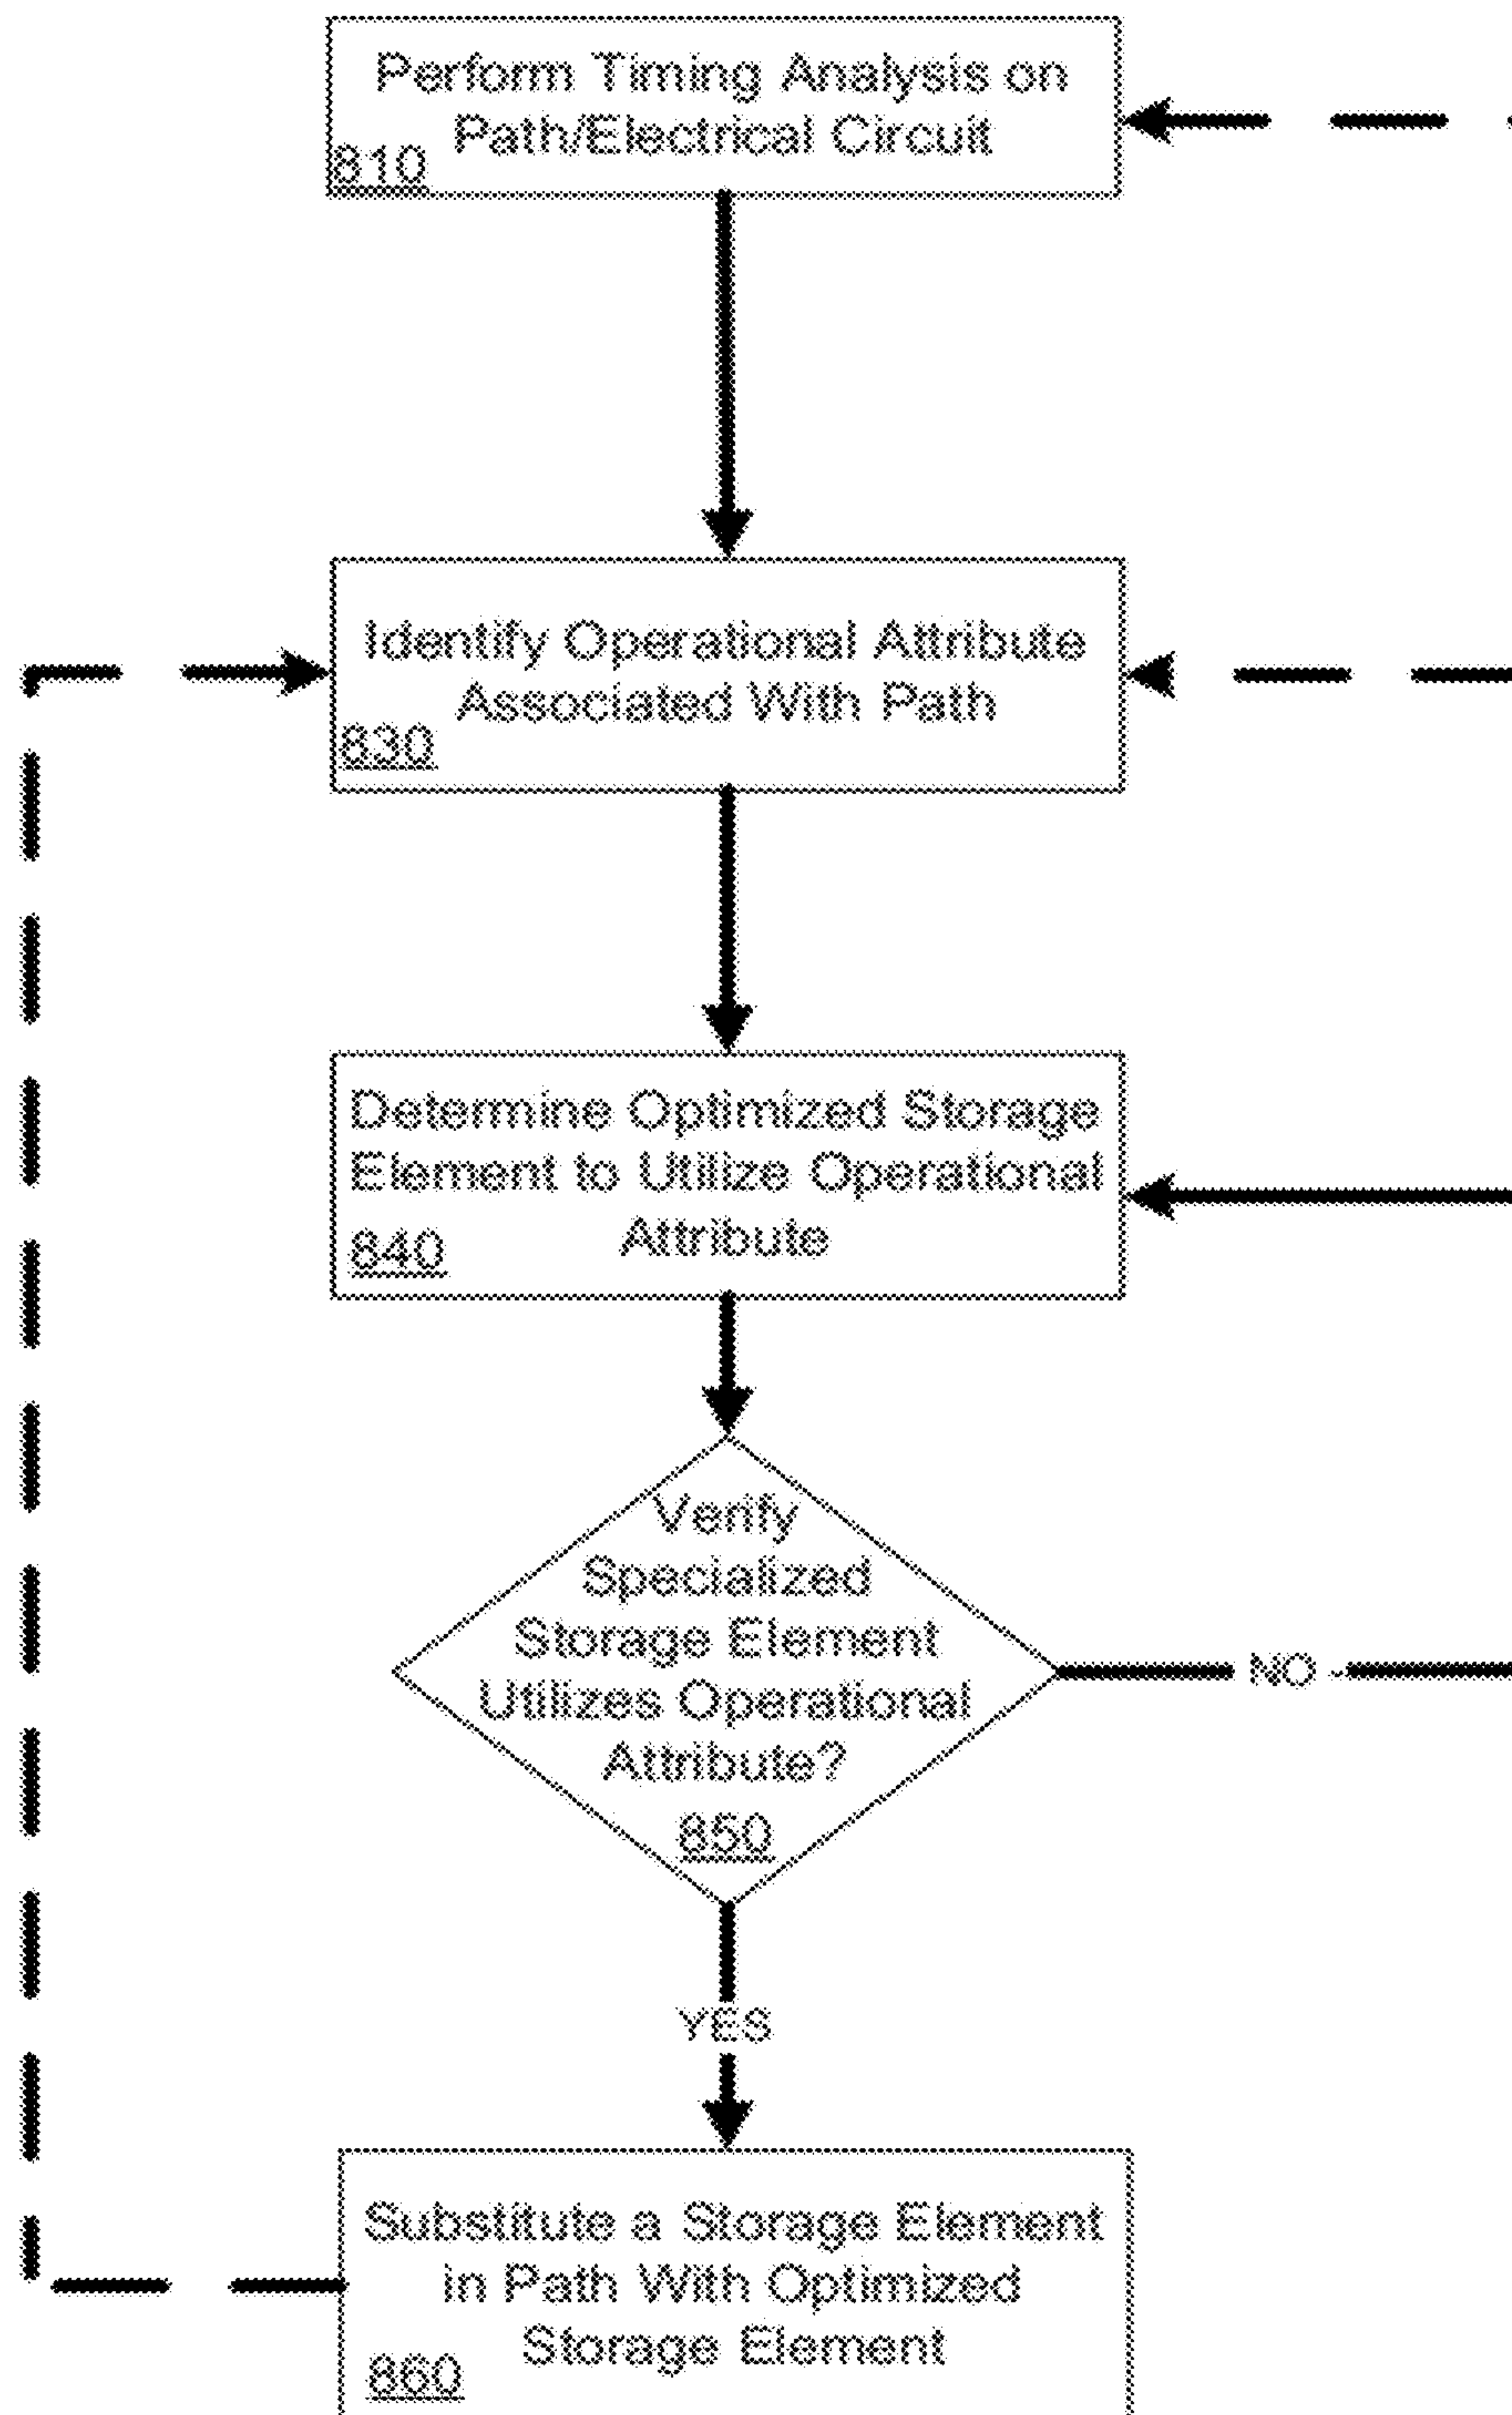 Perform Timing Analysis on
Path/Electrical Circuit
810
Identify Operational Attribute
Associated With Path
830
Determine Optimized Storage
Element to Utilize Operational
Attribute
840
Verify
Specialized
Storage Element
Utilizes Operational
Attribute?
850
NO
YES
Substitute a Storage Element
in Path With Optimized
Storage Element
860